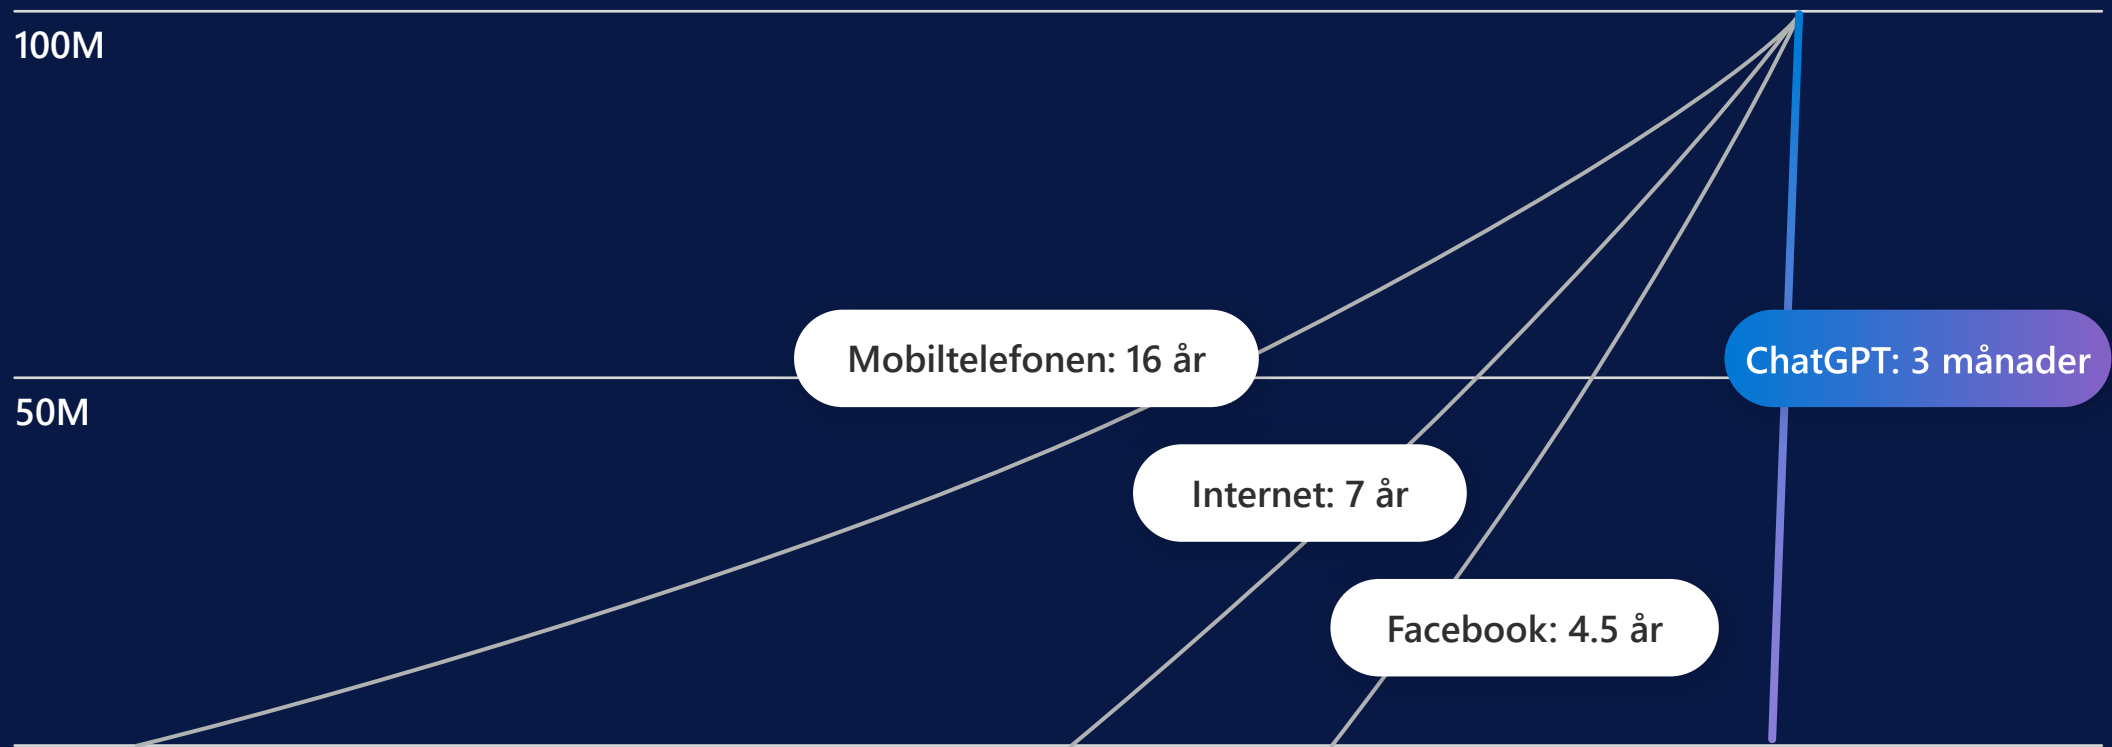 100M
Mobiltelefonen: 16 år
ChatGPT: 3 månader
50M
Internet: 7 år
Facebook: 4.5 år